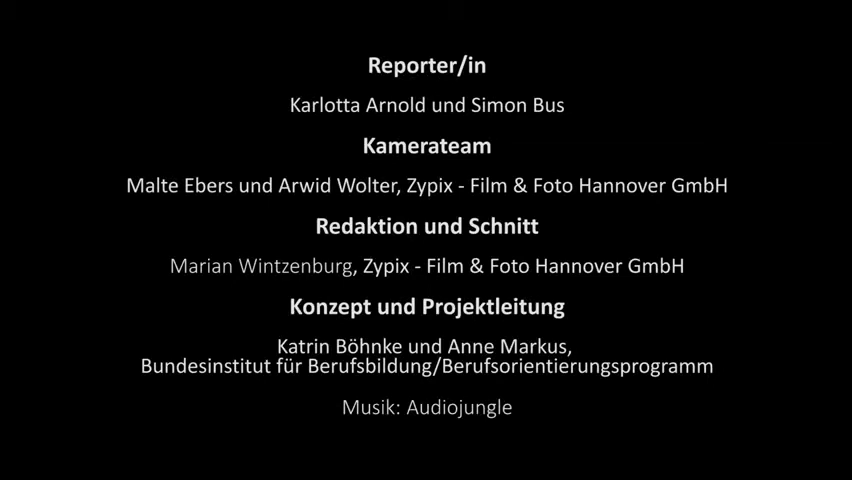 Reporter/in
Karlotta Arnold und Simon Bus
Kamerateam
Malte Ebers und Arwid Wolter, Zypix - Film & Foto Hannover GmbH
Redaktion und Schnitt
Marian Wintzenburg, Zypix - Film & Foto Hannover GmbH
Konzept und Projektleitung
Katrin Böhnke und Anne Markus,
Bundesinstitut für Berufsbildung/Berufsorientierungsprogramm
Musik: Audiojungle